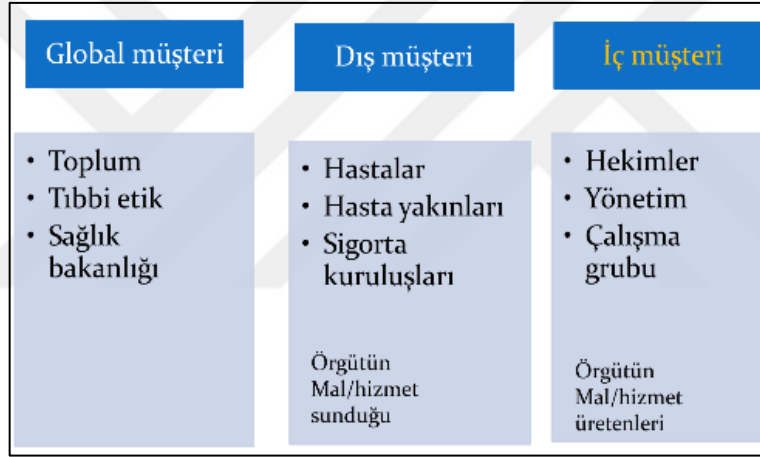 Global müşteri
• Toplum
• Tıbbi etik
• Sağlık
bakanlığı
Dış müşteri
• Hastalar
• Hasta yakınları
• Sigorta
kuruluşları
Örgütün
Mal/hizmet
sunduğu
İç müşteri
• Hekimler
• Yönetim
• Çalışma
grubu
Örgütün
Mal/hizmet
üretenleri